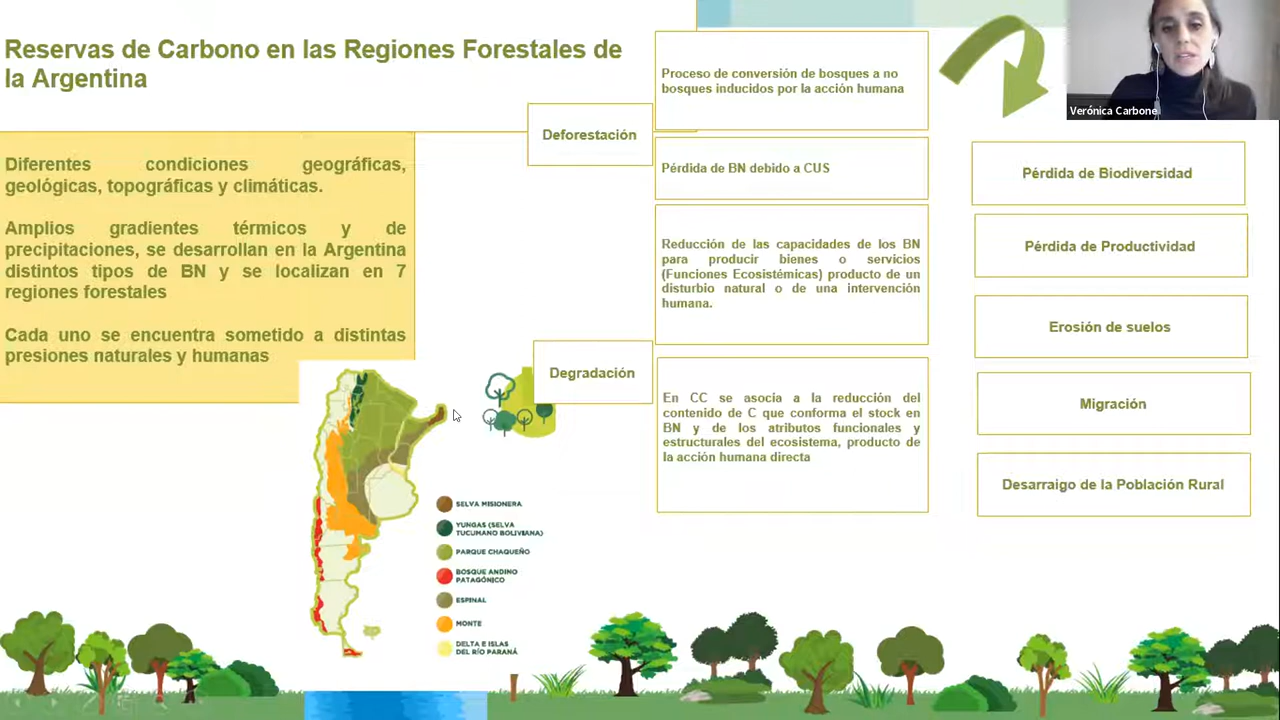 Reservas de Carbono en las Regiones Forestales de
la Argentina
Diferentes condiciones geográficas,
geológicas, topográficas y climáticas.
Amplios gradientes térmicos y de
precipitaciones, se desarrollan en la Argentina
distintos tipos de BN y se localizan en 7
regiones forestales
Cada uno se encuentra sometido a distintas
presiones naturales y humanas
Deforestación
Proceso de conversión de bosques a no
bosques inducidos por la acción humana
Pérdida de BN debido a CUS
Reducción de las capacidades de los BN
para producir bienes o servicios
(Funciones Ecosistémicas) producto de un
disturbio natural o de una intervención
humana.
Degradación
En CC se asocia a la reducción del
contenido de C que conforma el stock en
BN y de los atributos funcionales y
estructurales del ecosistema, producto de
la acción humana directa
Verónica Carbone
Pérdida de Biodiversidad
Pérdida de Productividad
Erosión de suelos
Migración
Desarraigo de la Población Rural
SELVA MISIONERA
YUNGAS (SELVA
TUCUMANO BOLIVIANA)
PARQUE CHAQUEÑO
BOSQUE ANDINO
PATAGÓNICO
ESPINAL
MONTE
DELTA E ISLAS
DEL RÍO PARANÁ